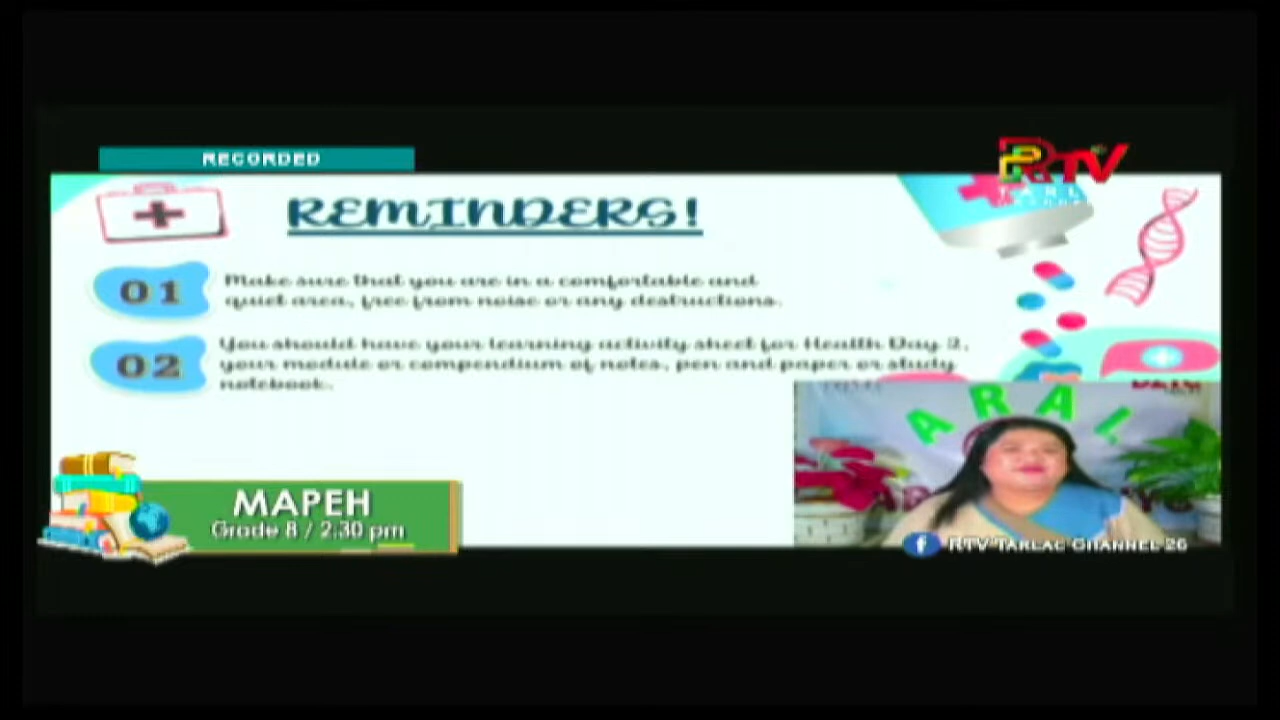 RECORDED
RTV
TARLAC
REMINDERS!
01
Make sure that you are in a comfortable and
quiet area, free from noise or any destructions.
02
You should have your learning activity sheet for Health Day 2,
your module or compendium of notes, pen and paper or study
notebook.
ARAL
MAPEH
Grade 8 / 2:30 pm
RTV TARLAC CHANNEL 26